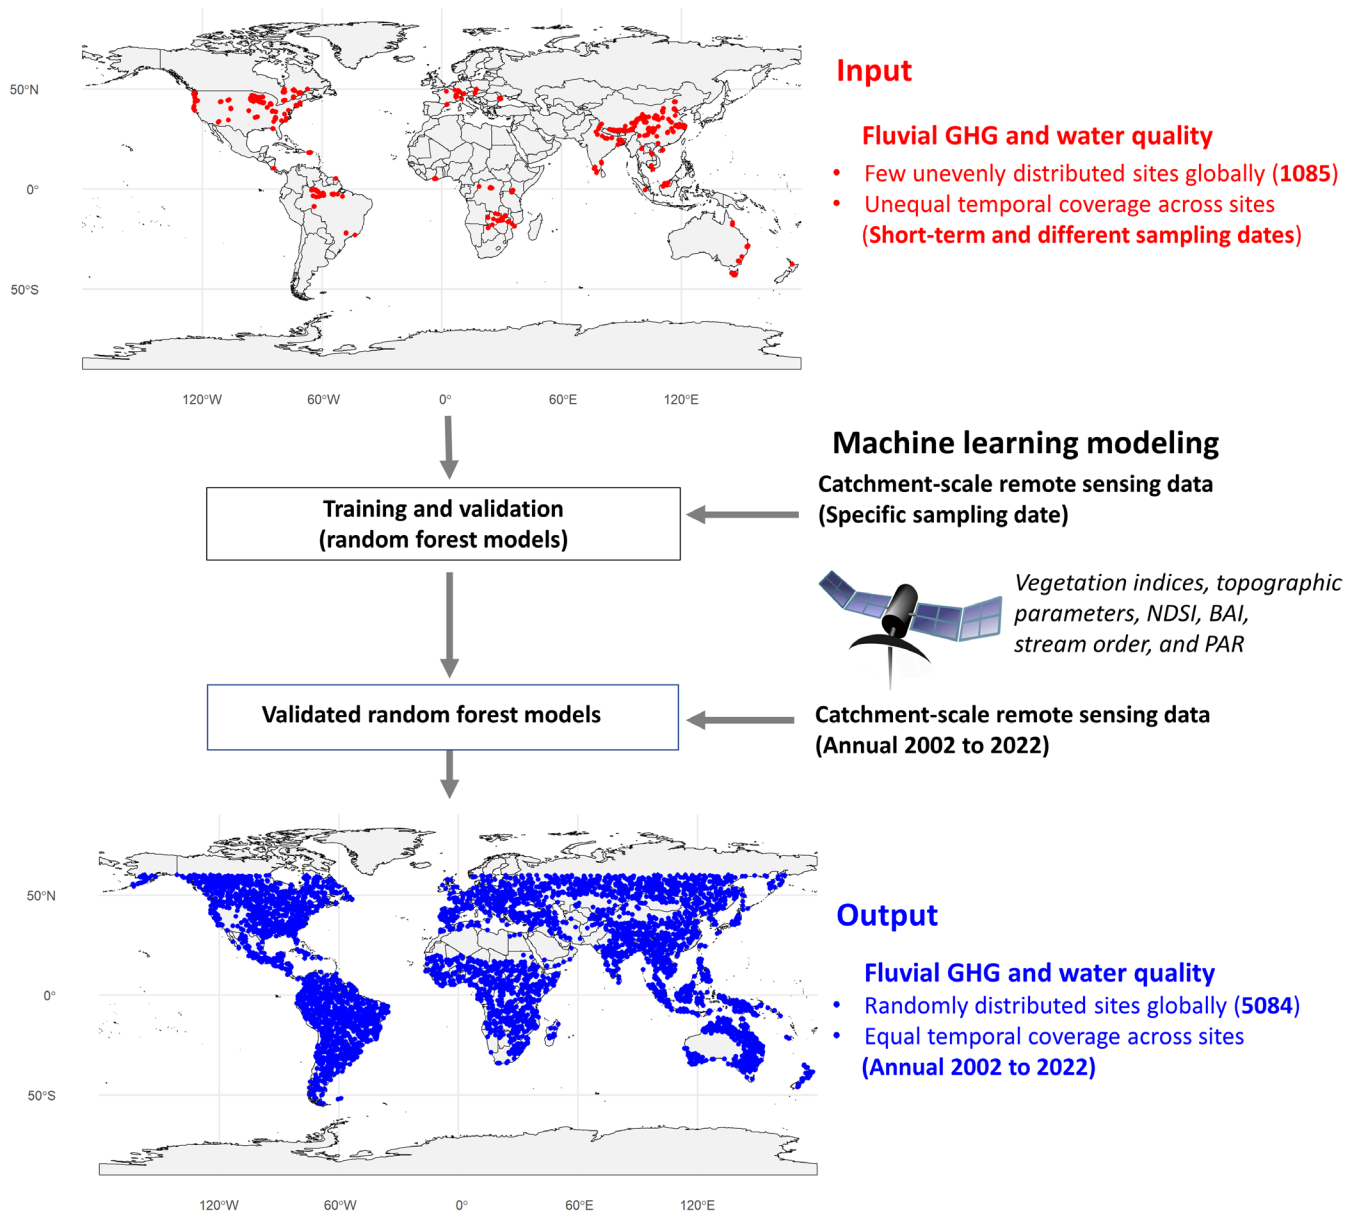 Input
50°N
Fluvial GHG and water quality
• Few unevenly distributed sites globally (1085)
0°
• Unequal temporal coverage across sites
(Short-term and different sampling dates)
50°S
120°W 60°W 0° 60°E 120°E
Machine learning modeling
Catchment-scale remote sensing data
(Specific sampling date)
Training and validation
(random forest models)
Vegetation indices, topographic
parameters, NDSI, BAI,
stream order, and PAR
Validated random forest models
Catchment-scale remote sensing data
(Annual 2002 to 2022)
50°N
Output
Fluvial GHG and water quality
0°
• Randomly distributed sites globally (5084)
• Equal temporal coverage across sites
(Annual 2002 to 2022)
50°S
120°W 60°W 0° 60°E 120°E